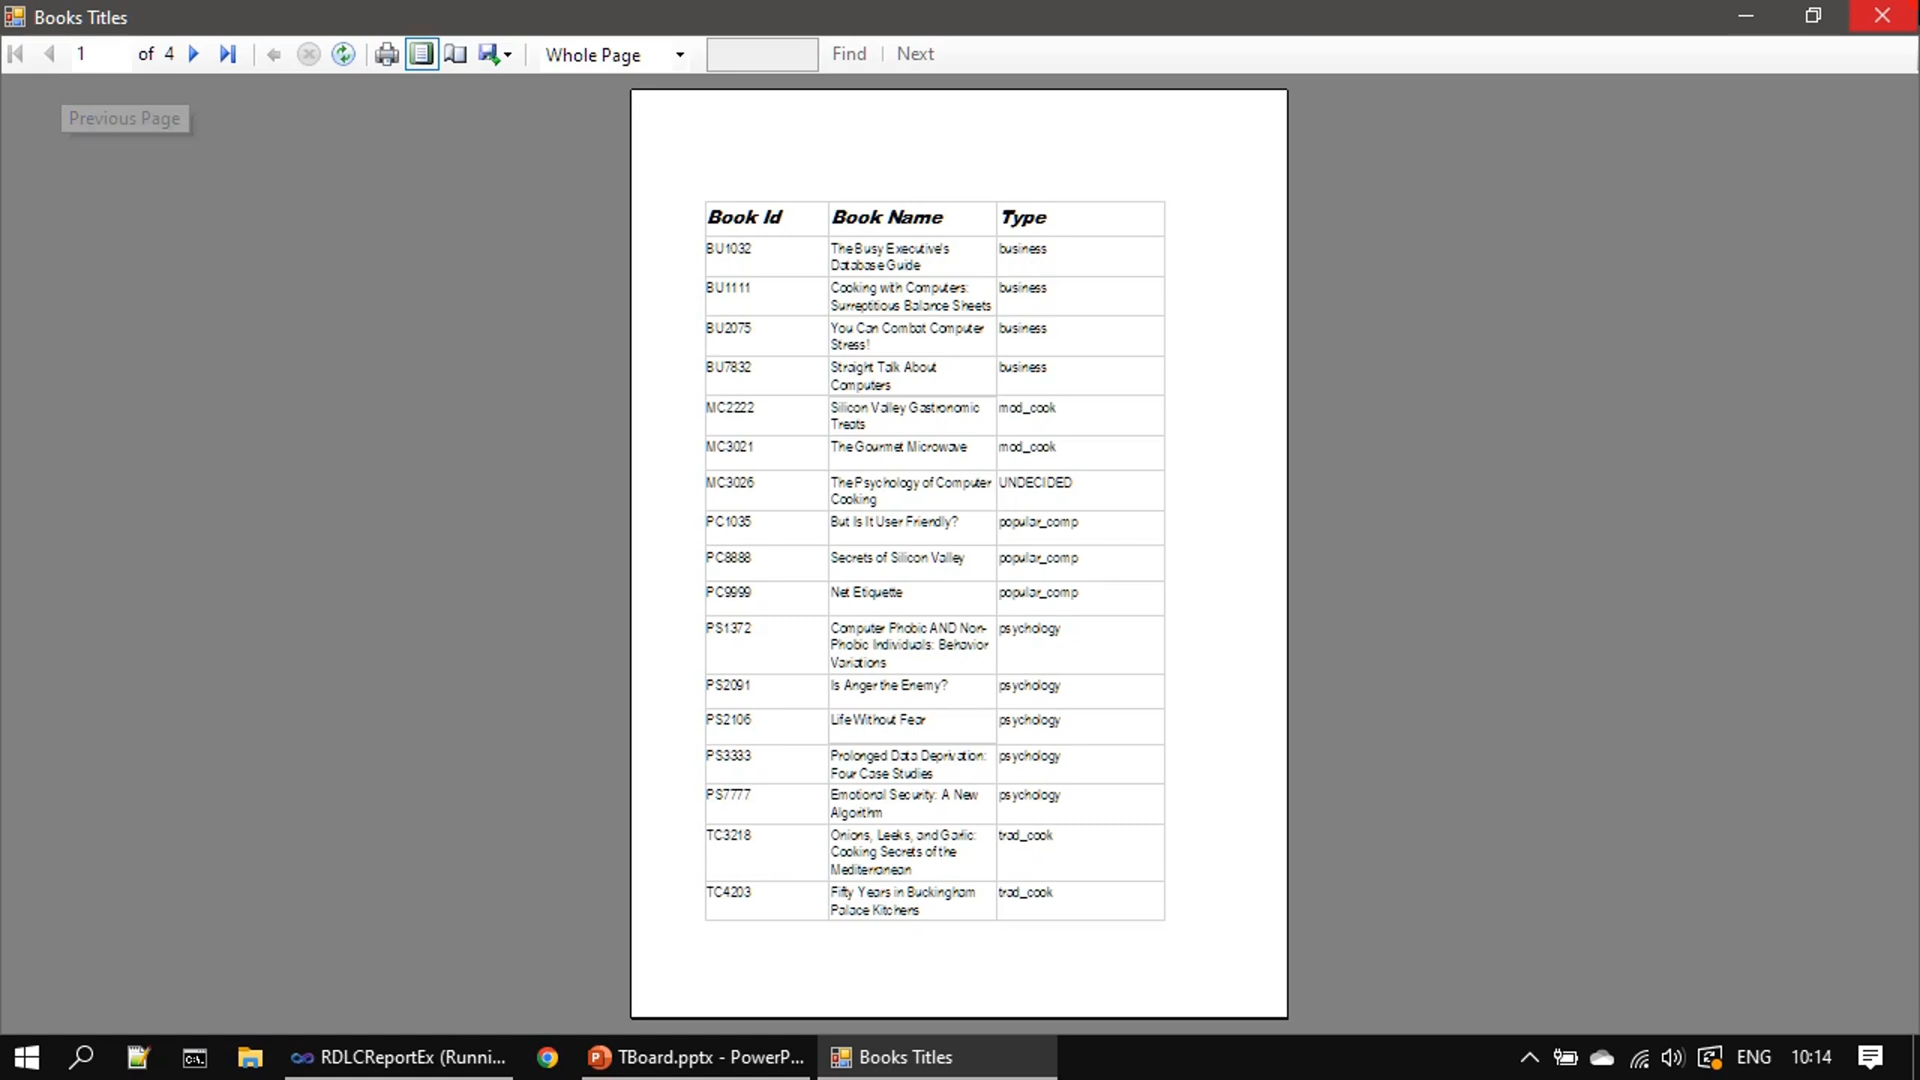 Books Titles
1 of 4 Whole Page Find Next
Previous Page
Book Id Book Name Type
BU1032 The Busy Executive's business
Database Guide
BU1111 Cooking with Computers: business
Surreptitious Balance Sheets
BU2075 You Can Combat Computer business
Stress!
BU7832 Straight Talk About business
Computers
MC2222 Silicon Valley Gastronomic mod_cook
Treats
MC3021 The Gourmet Microwave mod_cook
MC3026 The Psychology of Computer UNDECIDED
Cooking
PC1035 But Is It User Friendly? popular_comp
PC8888 Secrets of Silicon Valley popular_comp
PC9999 Net Etiquette popular_comp
PS1372 Computer Phobic AND Non- psychology
Phobic Individuals: Behavior
Variations
PS2091 Is Anger the Enemy? psychology
PS2106 Life Without Fear psychology
PS3333 Prolonged Data Deprivation: psychology
Four Case Studies
PS7777 Emotional Security: A New psychology
Algorithm
TC3218 Onions, Leeks, and Garlic: trad_cook
Cooking Secrets of the
Mediterranean
TC4203 Fifty Years in Buckingham trad_cook
Palace Kitchens
RDLCReportEx (Runni... TBoard.pptx - PowerP... Books Titles ENG 10:14